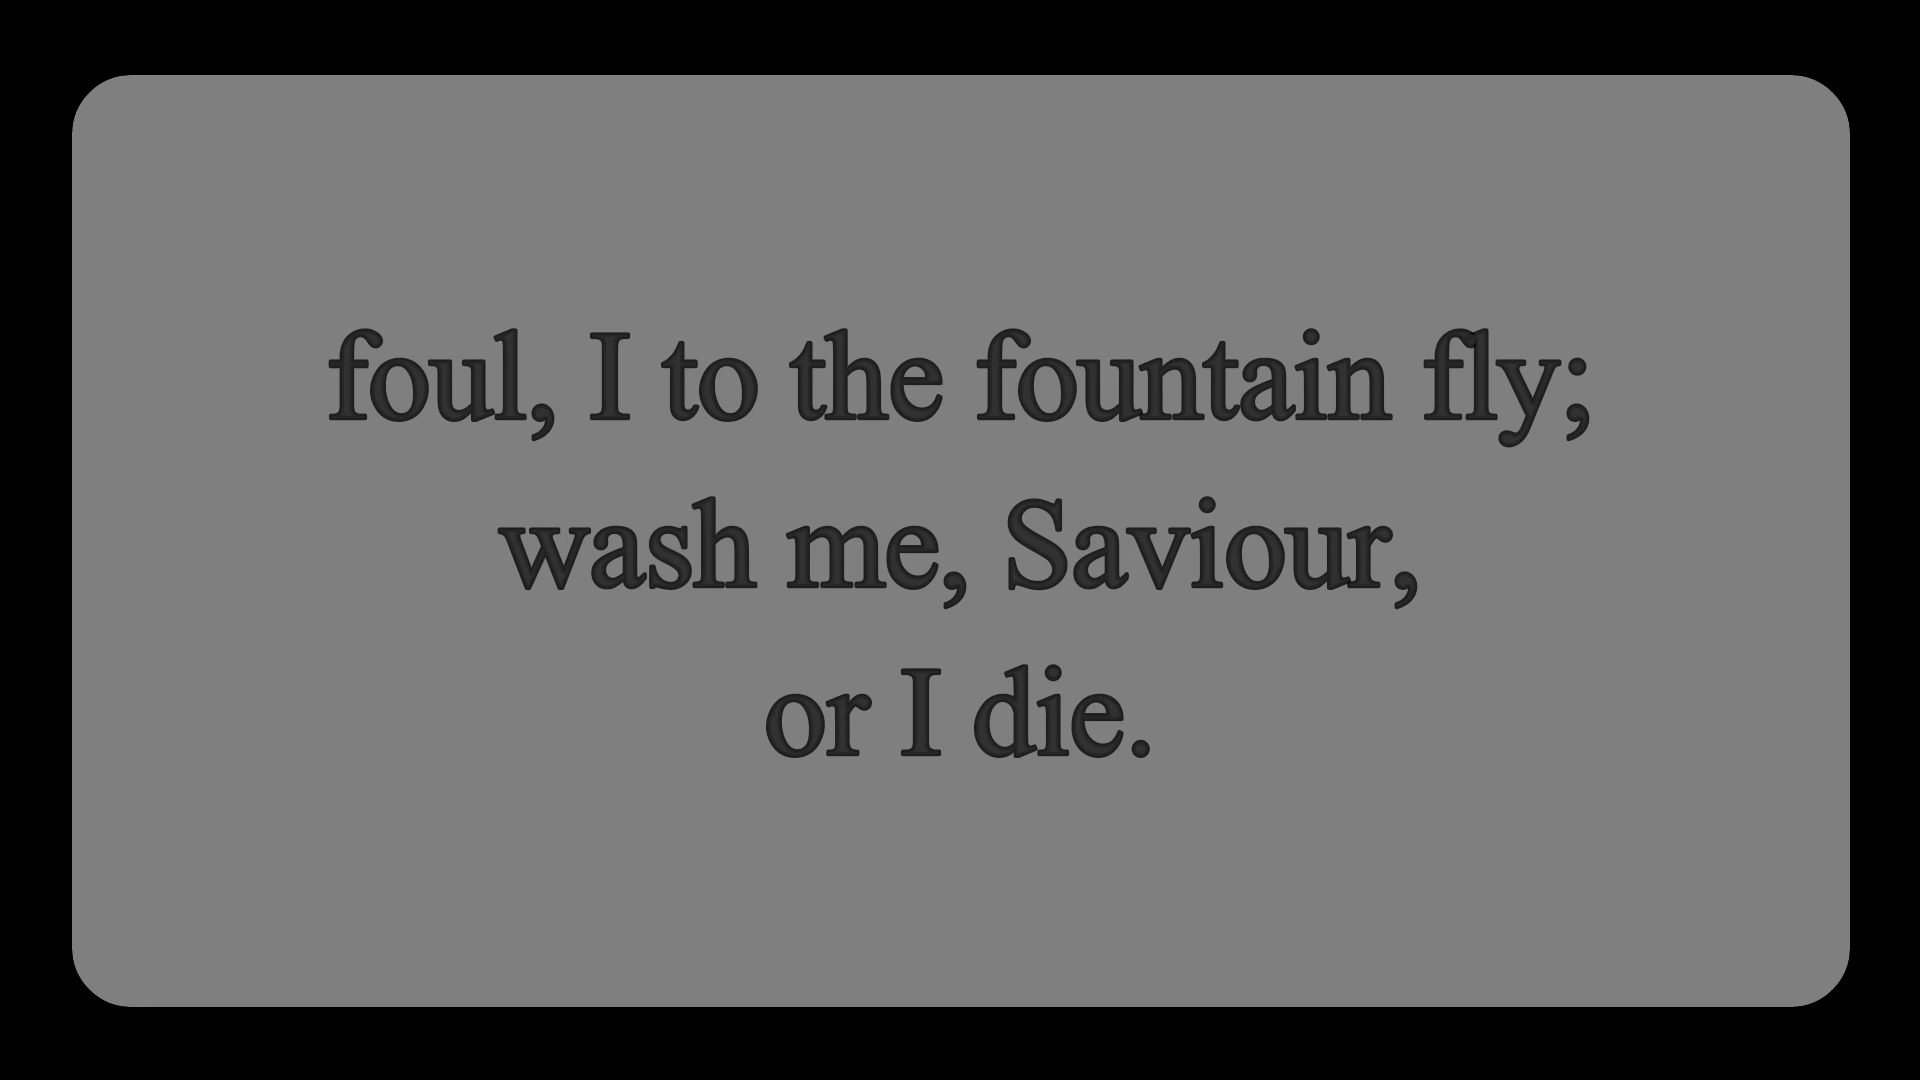 foul, I to the fountain fly;
wash me, Saviour,
or I die.